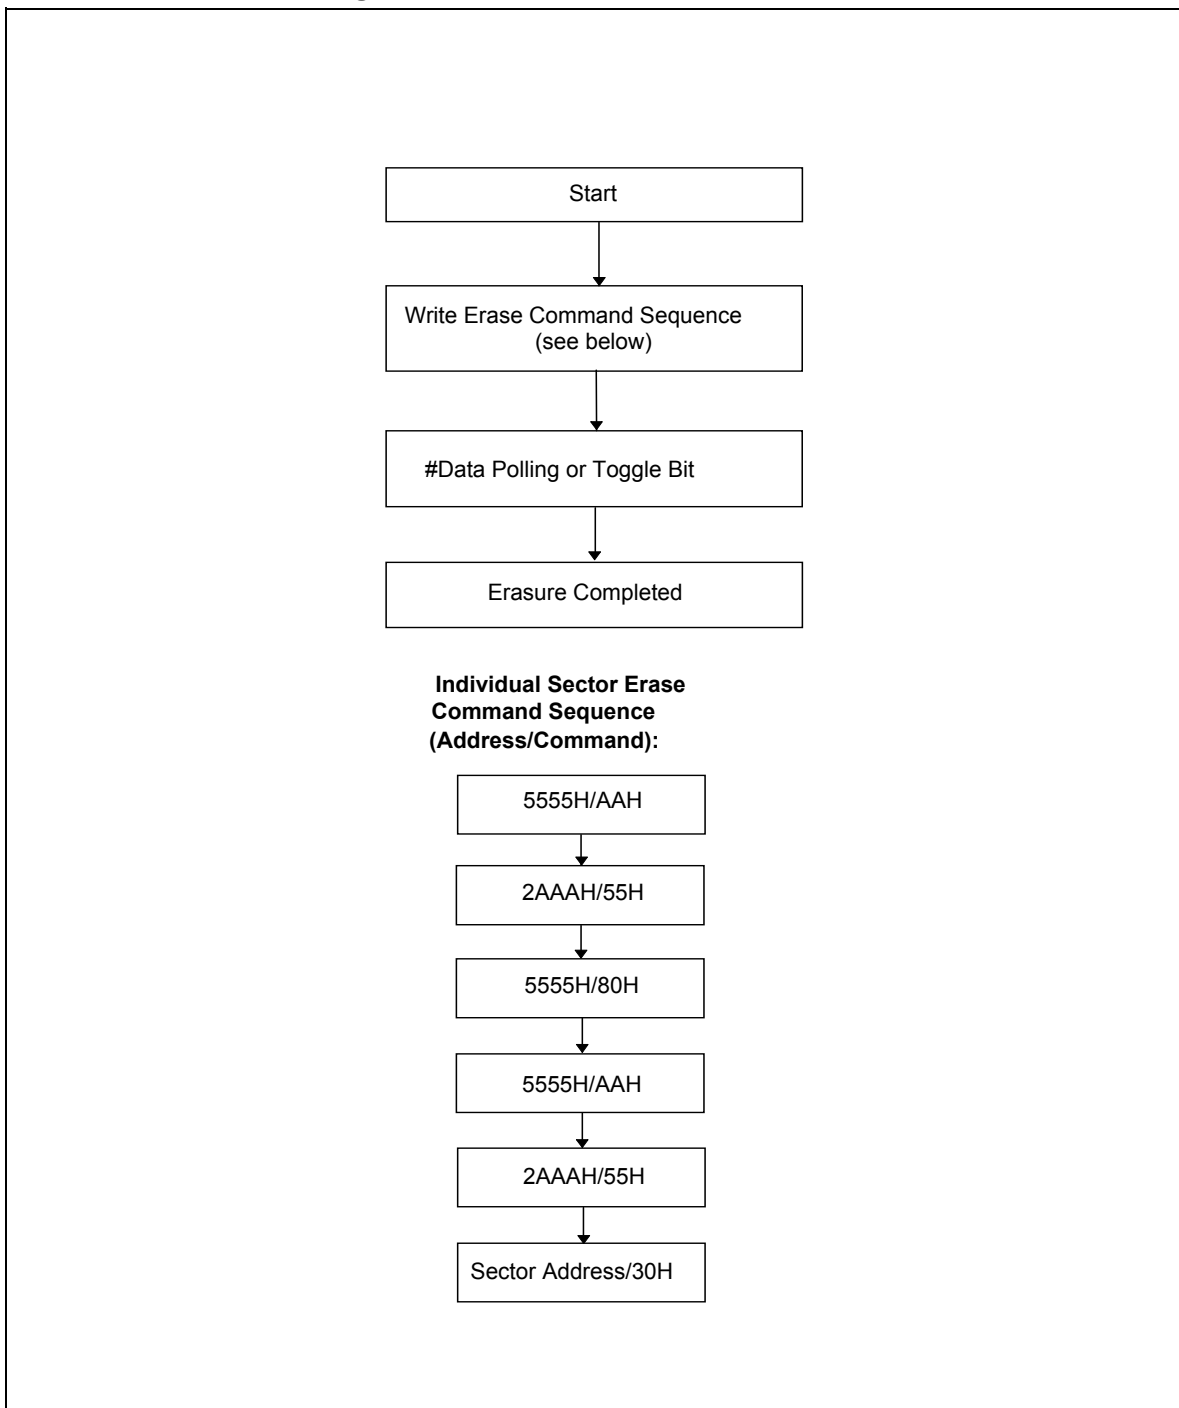 Start
Write Erase Command Sequence
(see below)
#Data Polling or Toggle Bit
Erasure Completed
Individual Sector Erase
Command Sequence
(Address/Command):
5555H/AAH
2AAAH/55H
5555H/80H
5555H/AAH
2AAAH/55H
Sector Address/30H